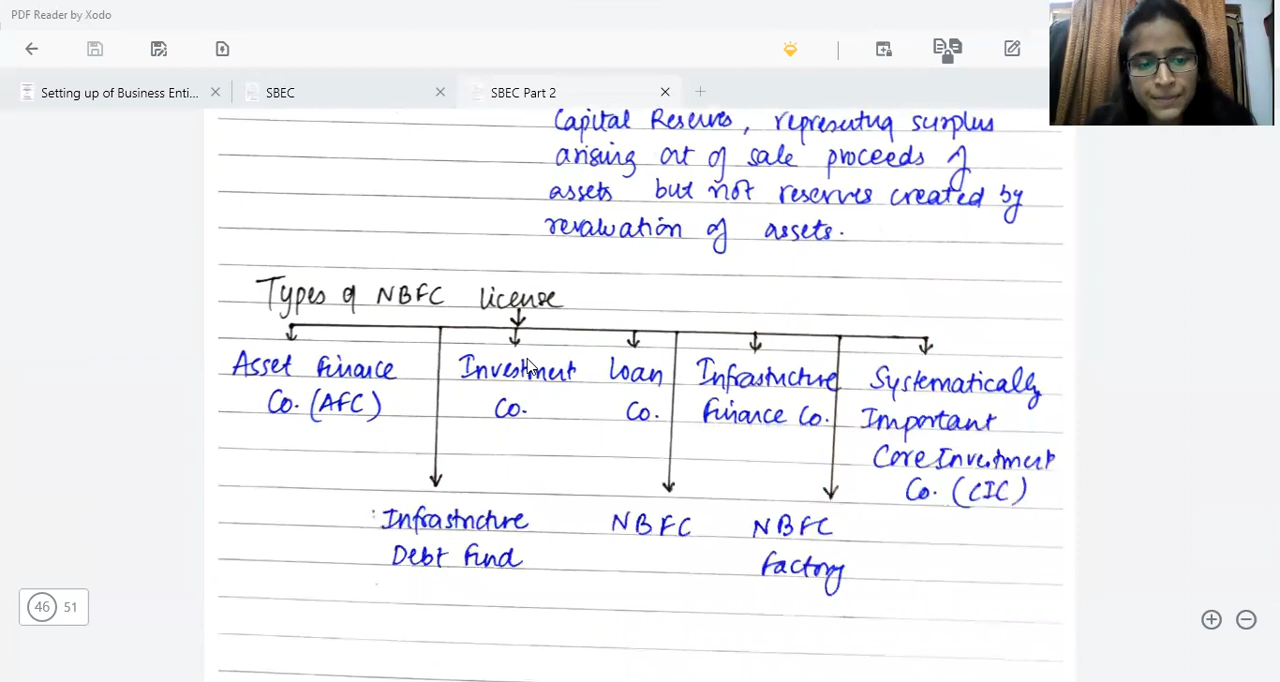 PDF Reader by Xodo
Setting up of Business Enti...
SBEC
SBEC Part 2
Capital Reserves, representing surplus
arising out of sale proceeds of
assets but not reserves created by
revaluation of assets.
Types of NBFC license
Asset Finance
Co. (AFC)
Investment
Co.
Loan
Co.
Infrastructure
Finance Co.
Systematically
Important
Core Investment
Co. (CIC)
Infrastructure
Debt Fund
NBFC
NBFC
Factory
46 51